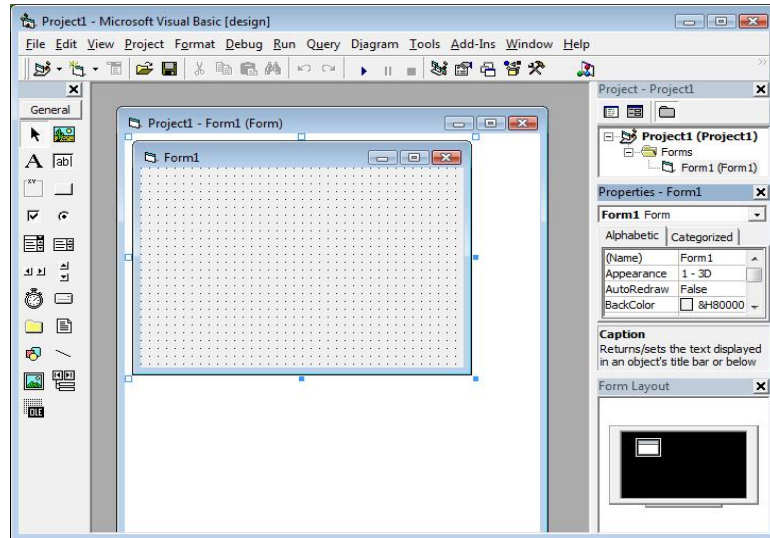 Project1 - Microsoft Visual Basic [design]
File Edit View Project Format Debug Run Query Diagram Tools Add-Ins Window Help
General
A ab
xy
OLE
Project1 - Form1 (Form)
Form1
Project - Project1
Project1 (Project1)
Forms
Form1 (Form1)
Properties - Form1
Form1 Form
Alphabetic Categorized
(Name) Form1
Appearance 1 - 3D
AutoRedraw False
BackColor &H80000
Caption
Returns/sets the text displayed
in an object's title bar or below
Form Layout